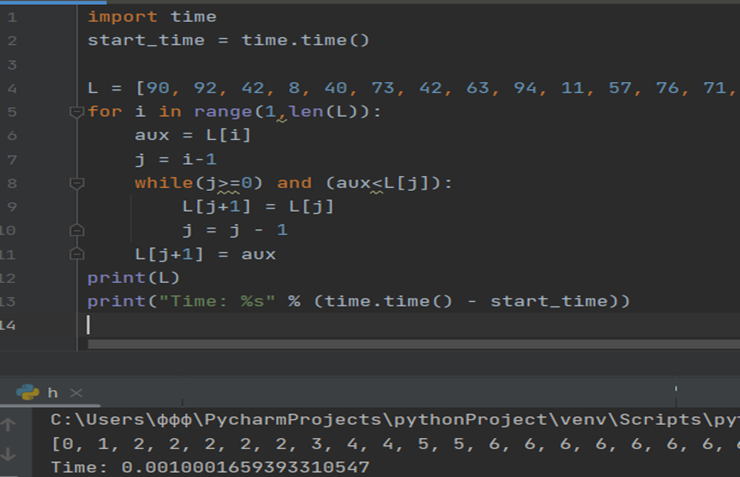 1 import time
2 start_time = time.time()
3
4 L = [90, 92, 42, 8, 40, 73, 42, 63, 94, 11, 57, 76, 71,
5 for i in range(1,len(L)):
6 aux = L[i]
7 j = i-1
8 while(j>=0) and (aux<L[j]):
9 L[j+1] = L[j]
10 j = j - 1
11 L[j+1] = aux
12 print(L)
13 print("Time: %s" % (time.time() - start_time))
14
h
C:\Users\ффф\PycharmProjects\pythonProject\venv\Scripts\pyt
[0, 1, 2, 2, 2, 2, 2, 3, 4, 4, 5, 5, 6, 6, 6, 6, 6, 6, 6,
Time: 0.0010001659393310547